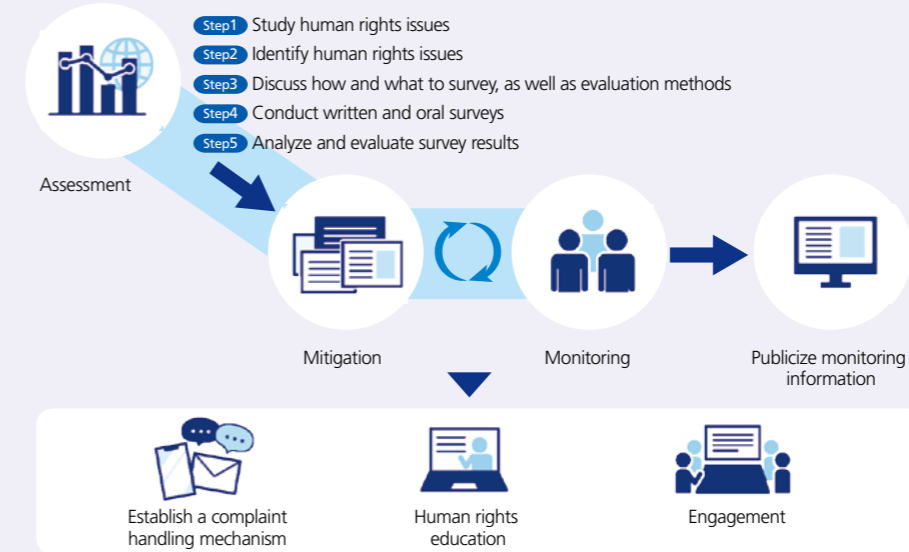 Step1 Study human rights issues
Step2 Identify human rights issues
Step3 Discuss how and what to survey, as well as evaluation methods
Step4 Conduct written and oral surveys
Step5 Analyze and evaluate survey results
Assessment
Mitigation
Monitoring
Publicize monitoring
information
Establish a complaint
handling mechanism
Human rights
education
Engagement